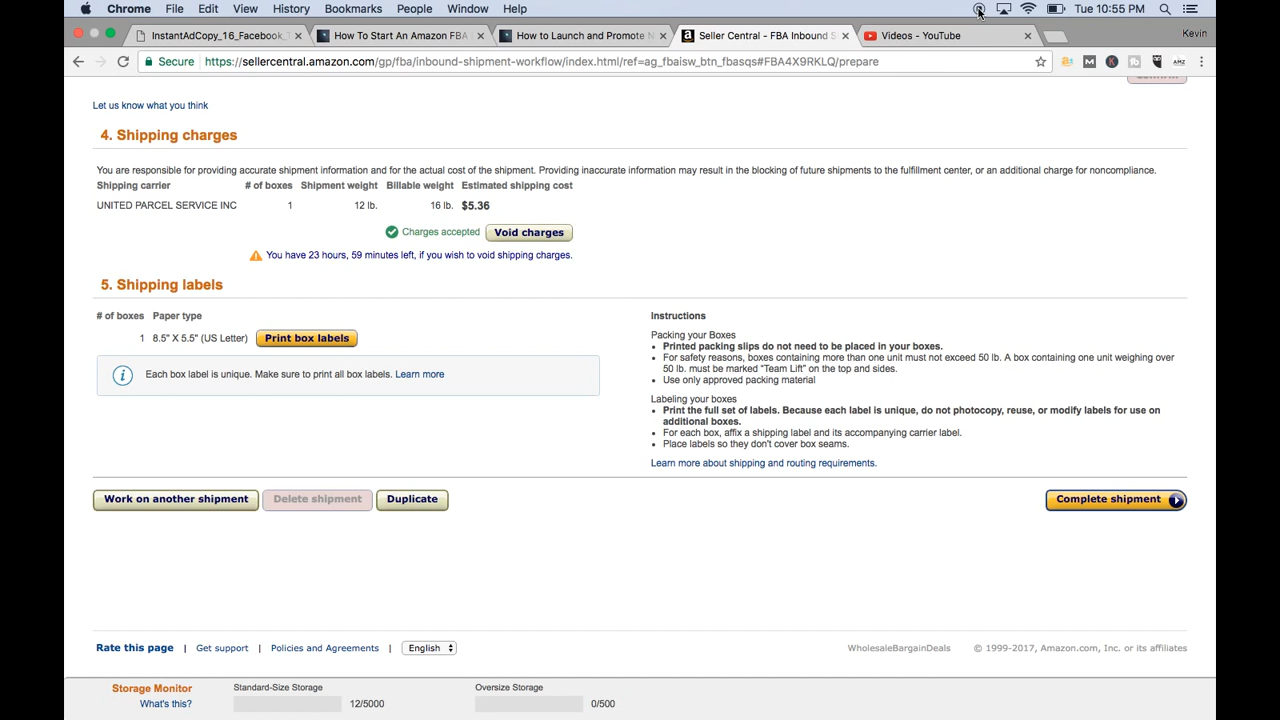 Chrome File Edit View History Bookmarks People Window Help Tue 10:55 PM
InstantAdCopy_16_Facebook_ How To Start An Amazon FBA How to Launch and Promote N Seller Central - FBA Inbound S Videos - YouTube Kevin
Secure https://sellercentral.amazon.com/gp/fba/inbound-shipment-workflow/index.html/ref=ag_fbaisw_btn_fbasqs#FBA4X9RKLQ/prepare
Let us know what you think
4. Shipping charges
You are responsible for providing accurate shipment information and for the actual cost of the shipment. Providing inaccurate information may result in the blocking of future shipments to the fulfillment center, or an additional charge for noncompliance.
Shipping carrier # of boxes Shipment weight Billable weight Estimated shipping cost
UNITED PARCEL SERVICE INC 1 12 lb. 16 lb. $5.36
Charges accepted Void charges
You have 23 hours, 59 minutes left, if you wish to void shipping charges.
5. Shipping labels
# of boxes Paper type
1 8.5" X 5.5" (US Letter) Print box labels
Each box label is unique. Make sure to print all box labels. Learn more
Instructions
Packing your Boxes
• Printed packing slips do not need to be placed in your boxes.
• For safety reasons, boxes containing more than one unit must not exceed 50 lb. A box containing one unit weighing over
50 lb. must be marked "Team Lift" on the top and sides.
• Use only approved packing material
Labeling your boxes
• Print the full set of labels. Because each label is unique, do not photocopy, reuse, or modify labels for use on
additional boxes.
• For each box, affix a shipping label and its accompanying carrier label.
• Place labels so they don't cover box seams.
Learn more about shipping and routing requirements.
Work on another shipment Delete shipment Duplicate Complete shipment
Rate this page | Get support | Policies and Agreements | English WholesaleBargainDeals © 1999-2017, Amazon.com, Inc. or its affiliates
Storage Monitor Standard-Size Storage Oversize Storage
What's this? 12/5000 0/500